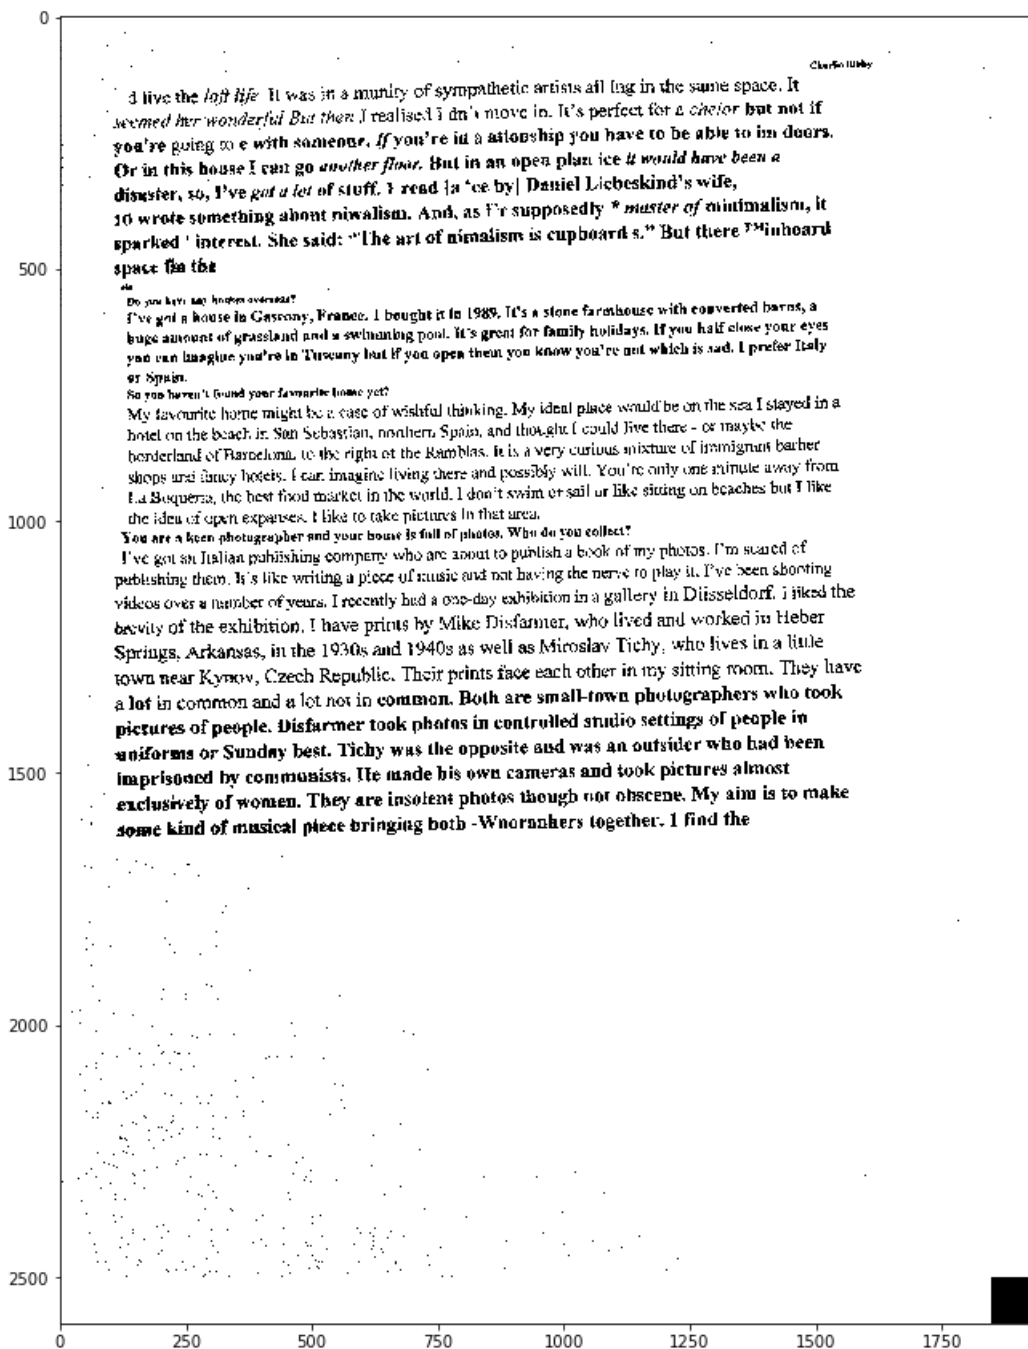 0
500
1000
1500
2000
2500
0 250 500 750 1000 1250 1500 1750
d live the loft life It was in a munity of sympathetic artists all ing in the same space. It
seemed her wonderful But then I realised I dn't move in. It's perfect for a chelor but not if
you're going to e with someone. If you're in a ationship you have to be able to im doors.
Or in this house I can go another floor. But in an open plan ice it would have been a
disaster, so, I've got a lot of stuff. I read [a 'ce by] Daniel Liebeskind's wife,
10 wrote something about niwalism. And, as I'r supposedly * master of minimalism, it
sparked ' interest. She said: "The art of nimalism is cupboard s." But there ™inhoard
space the
Do you have any homes overseas?
I've got a house in Gascony, France. I bought it in 1989. It's a stone farmhouse with converted barns, a
huge amount of grassland and a swimming pool. It's great for family holidays. If you half close your eyes
you can imagine you're in Tuscany but if you open them you know you're not which is sad. I prefer Italy
or Spain.
So you haven't found your favourite home yet?
My favourite home might be a case of wishful thinking. My ideal place would be on the sea I stayed in a
hotel on the beach in San Sebastian, northern Spain, and thought I could live there - or maybe the
borderland of Barcelona, to the right of the Ramblas. It is a very curious mixture of immigrant barber
shops and fancy hotels. I can imagine living there and possibly will. You're only one minute away from
La Boqueria, the best food market in the world. I don't swim or sail or like sitting on beaches but I like
the idea of open expanses. I like to take pictures in that area.
You are a keen photographer and your house is full of photos. Who do you collect?
I've got an Italian publishing company who are about to publish a book of my photos. I'm scared of
publishing them. It's like writing a piece of music and not having the nerve to play it. I've been shooting
videos over a number of years. I recently had a one-day exhibition in a gallery in Diisseldorf. I liked the
brevity of the exhibition. I have prints by Mike Disfarmer, who lived and worked in Heber
Springs, Arkansas, in the 1930s and 1940s as well as Miroslav Tichy, who lives in a little
town near Kynov, Czech Republic. Their prints face each other in my sitting room. They have
a lot in common and a lot not in common. Both are small-town photographers who took
pictures of people. Disfarmer took photos in controlled studio settings of people in
uniforms or Sunday best. Tichy was the opposite and was an outsider who had been
imprisoned by communists. He made his own cameras and took pictures almost
exclusively of women. They are insolent photos though not obscene. My aim is to make
some kind of musical piece bringing both -Wnorankers together. I find the